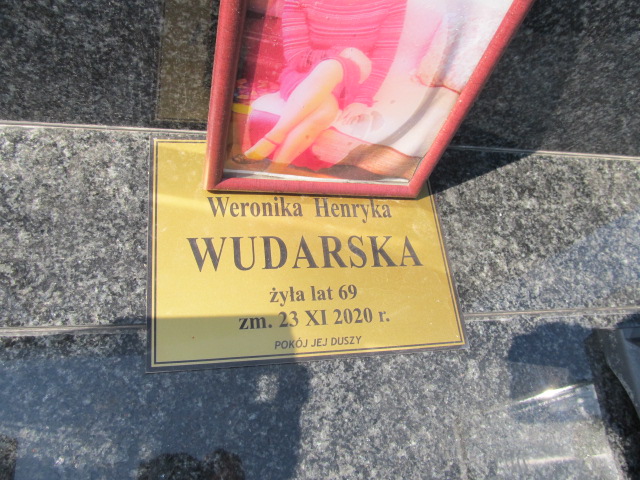 Weronika Henryka
WUDARSKA
żyła lat 69
zm. 23 XI 2020 r.
POKÓJ JEJ DUSZY